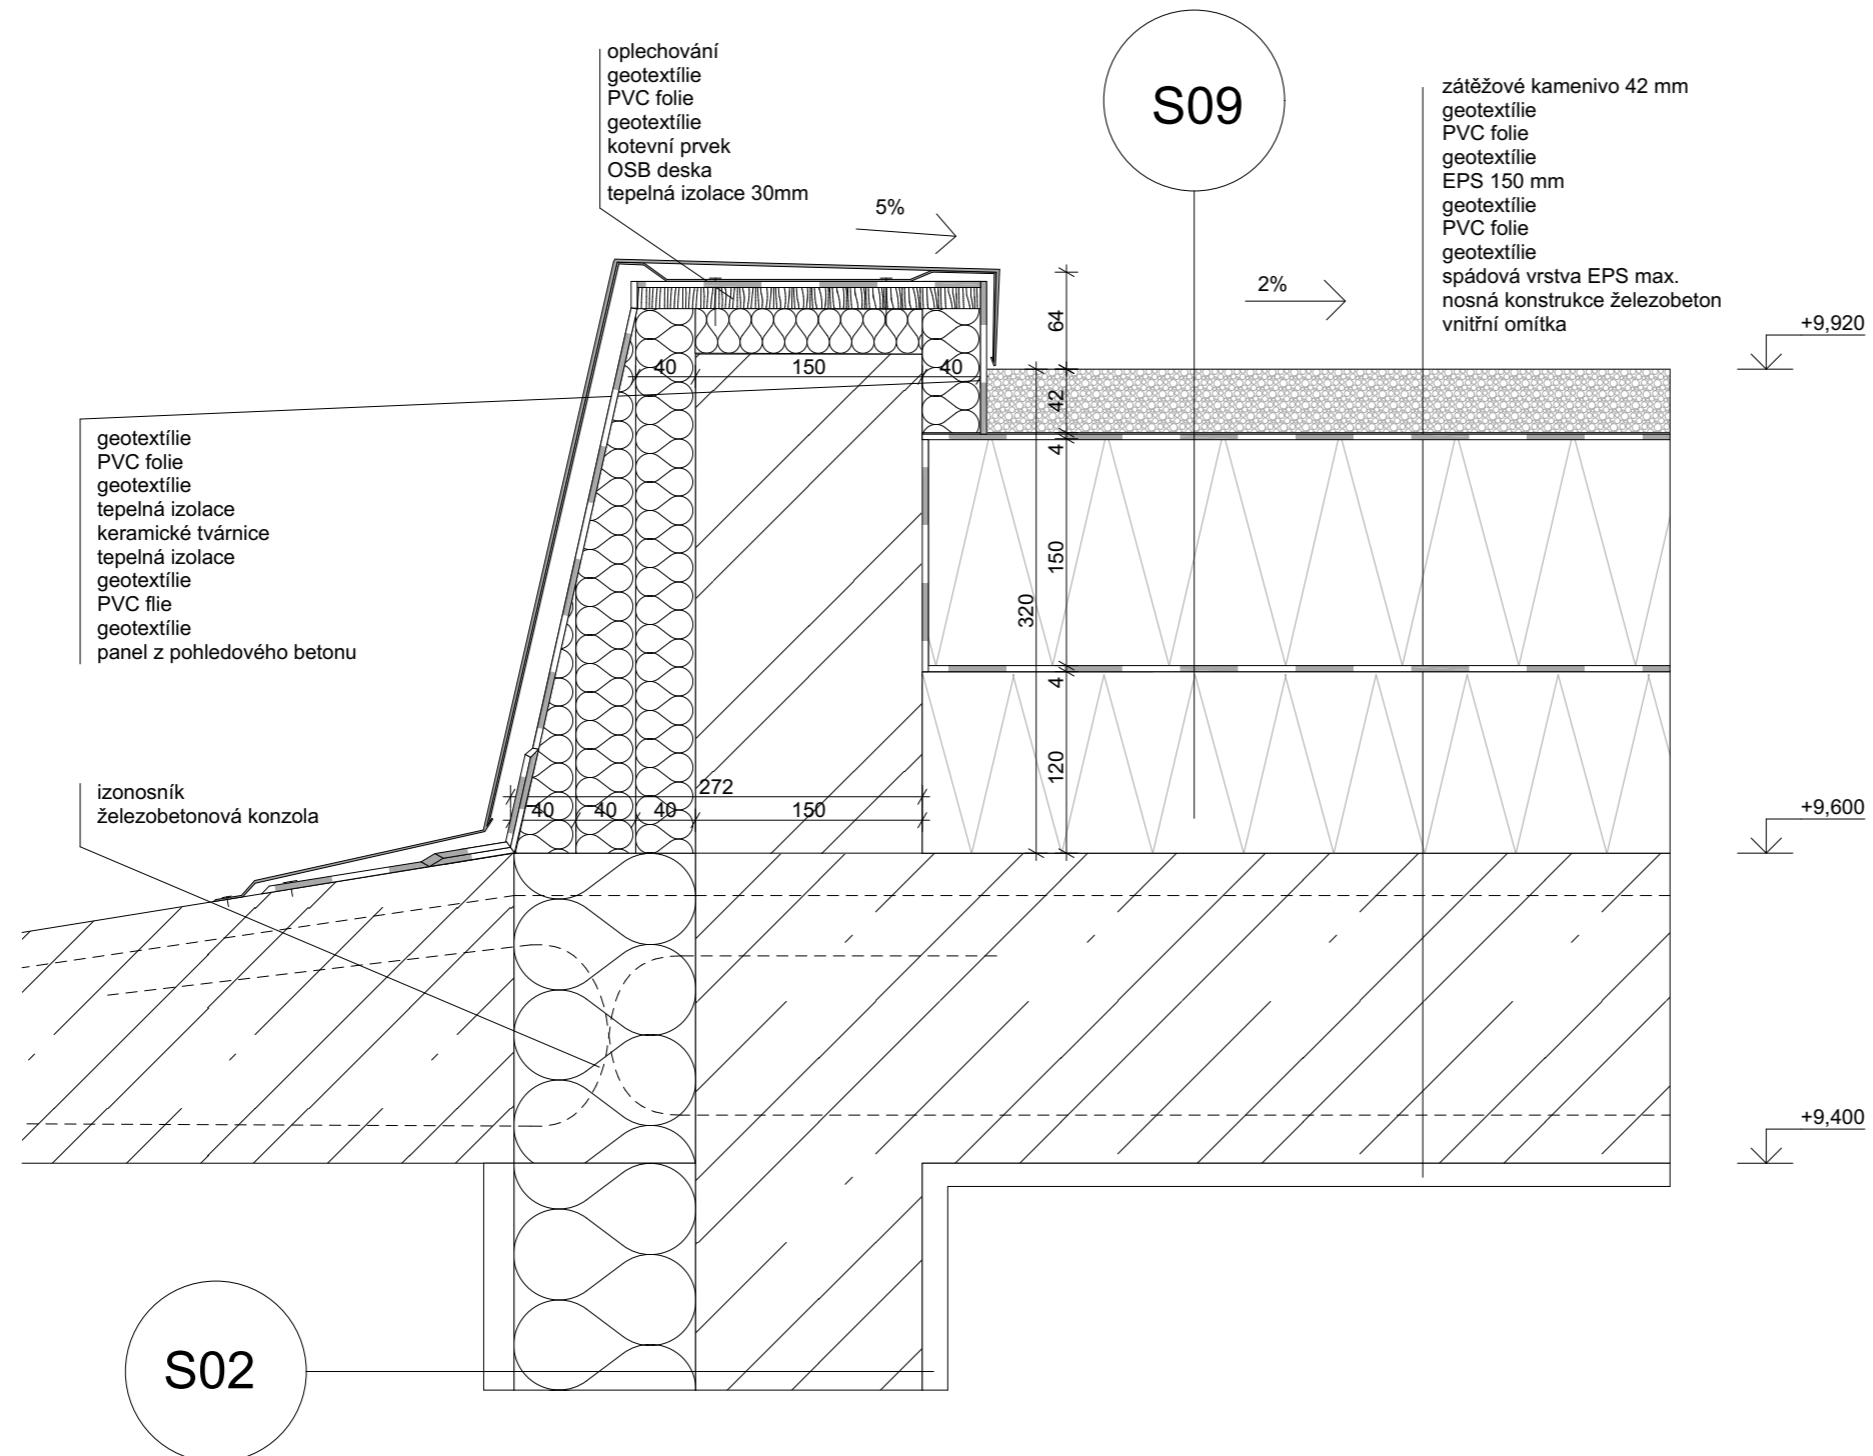 oplechování
geotextílie
PVC folie
geotextílie
kotevní prvek
OSB deska
tepelná izolace 30mm
S09
zátěžové kamenivo 42 mm
geotextílie
PVC folie
geotextílie
EPS 150 mm
geotextílie
PVC folie
geotextílie
spádová vrstva EPS max.
nosná konstrukce železobeton
vnitřní omítka
5%
2%
64
+9,920
40
150
40
42
4
geotextílie
PVC folie
geotextílie
tepelná izolace
keramické tvárnice
tepelná izolace
geotextílie
PVC flie
geotextílie
panel z pohledového betonu
150
320
4
120
izonosník
železobetonová konzola
272
40
40
40
150
+9,600
+9,400
S02